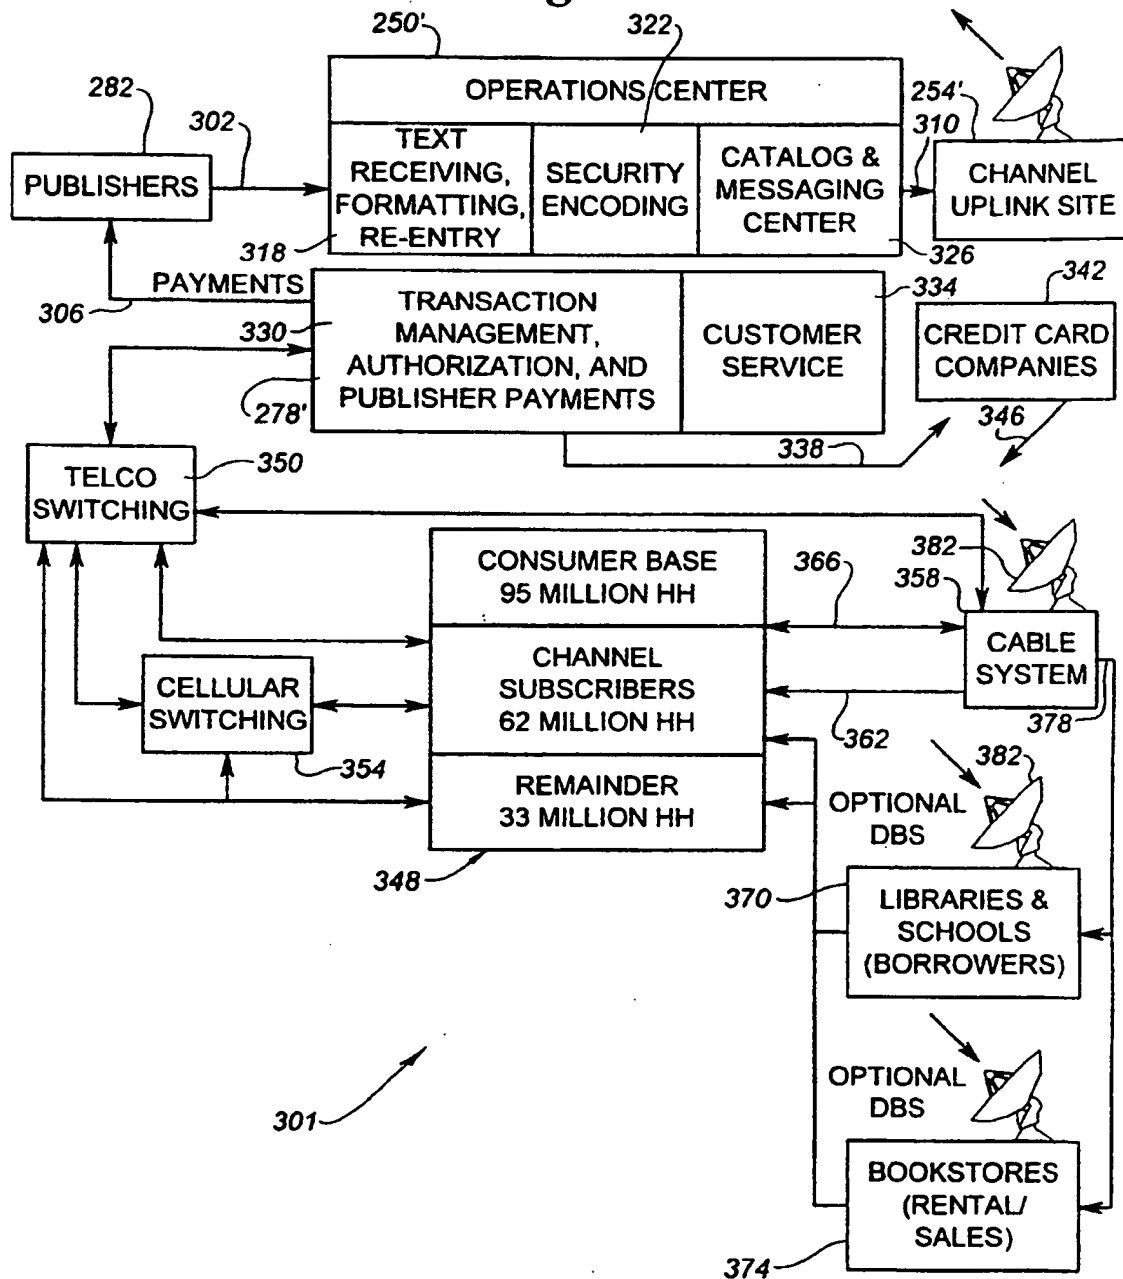 322
250'
282
302
254'
310
OPERATIONS CENTER
PUBLISHERS
TEXT
RECEIVING,
FORMATTING,
RE-ENTRY
318
SECURITY
ENCODING
CATALOG &
MESSAGING
CENTER
326
CHANNEL
UPLINK SITE
PAYMENTS
306
330
TRANSACTION
MANAGEMENT,
AUTHORIZATION, AND
PUBLISHER PAYMENTS
278'
334
CUSTOMER
SERVICE
342
CREDIT CARD
COMPANIES
346
338
TELCO
SWITCHING
350
382
358
366
CONSUMER BASE
95 MILLION HH
CHANNEL
SUBSCRIBERS
62 MILLION HH
REMAINDER
33 MILLION HH
348
CELLULAR
SWITCHING
354
CABLE
SYSTEM
378
362
382
OPTIONAL
DBS
370
LIBRARIES &
SCHOOLS
(BORROWERS)
301
OPTIONAL
DBS
BOOKSTORES
(RENTAL/
SALES)
374